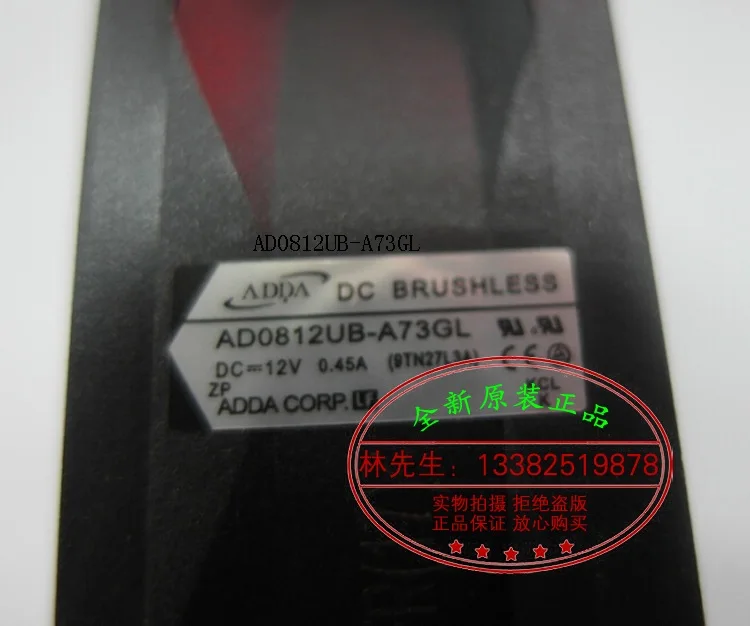 AD0812UB-A73GL
ADDA DC BRUSHLESS
AD0812UB-A73GL
DC 12V 0.45A (9TN27L3A)
ZP
ADDA CORP.
CL
K
全新原装正品
林先生：13382519878
实物拍摄 拒绝盗版
正品保证 放心购买